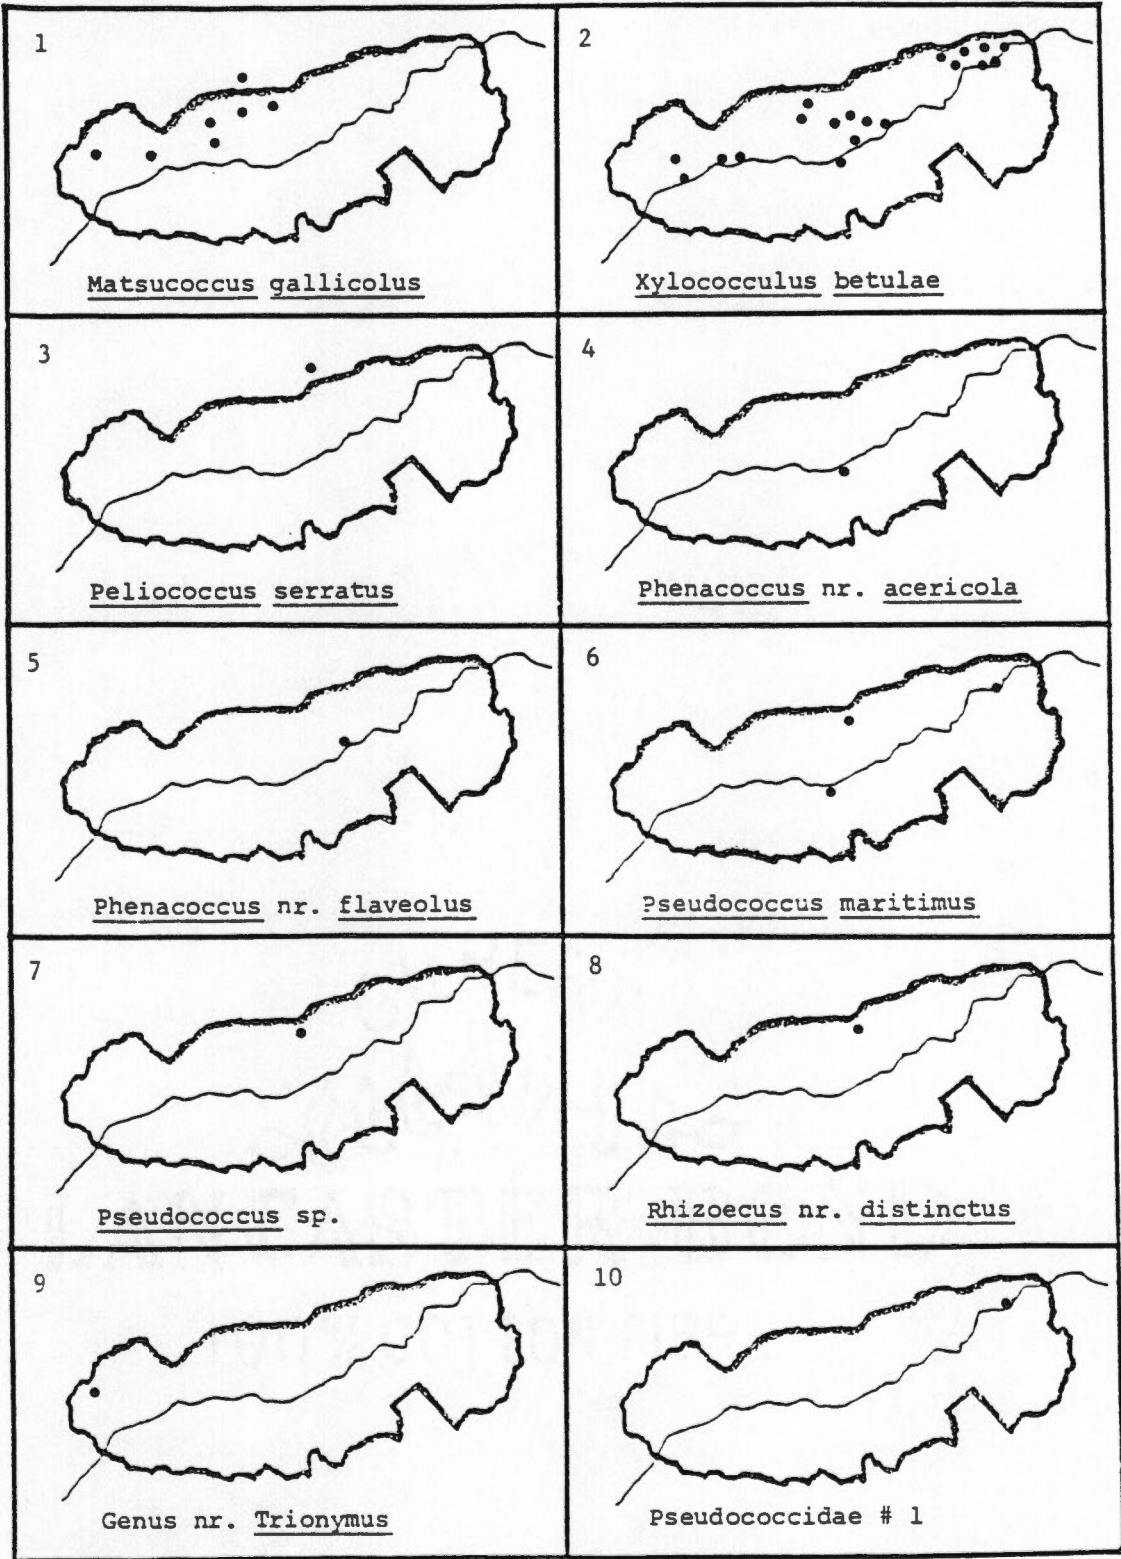 1
Matsucoccus gallicolus
2
Xylococculus betulae
3
Peliococcus serratus
4
Phenacoccus nr. acericola
5
Phenacoccus nr. flaveolus
6
Pseudococcus maritimus
7
Pseudococcus sp.
8
Rhizoecus nr. distinctus
9
Genus nr. Trionymus
10
Pseudococcidae # 1